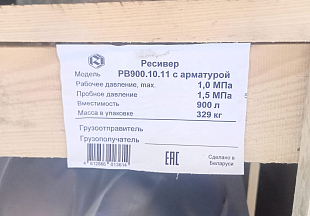 Ресивер
Модель РВ900.10.11 с арматурой
Рабочее давление, max. 1,0 МПа
Пробное давление 1,5 МПа
Вместимость 900 л
Масса в упаковке 329 кг
Грузоотправитель
Грузополучатель
ЕАС
Сделано в
Беларуси